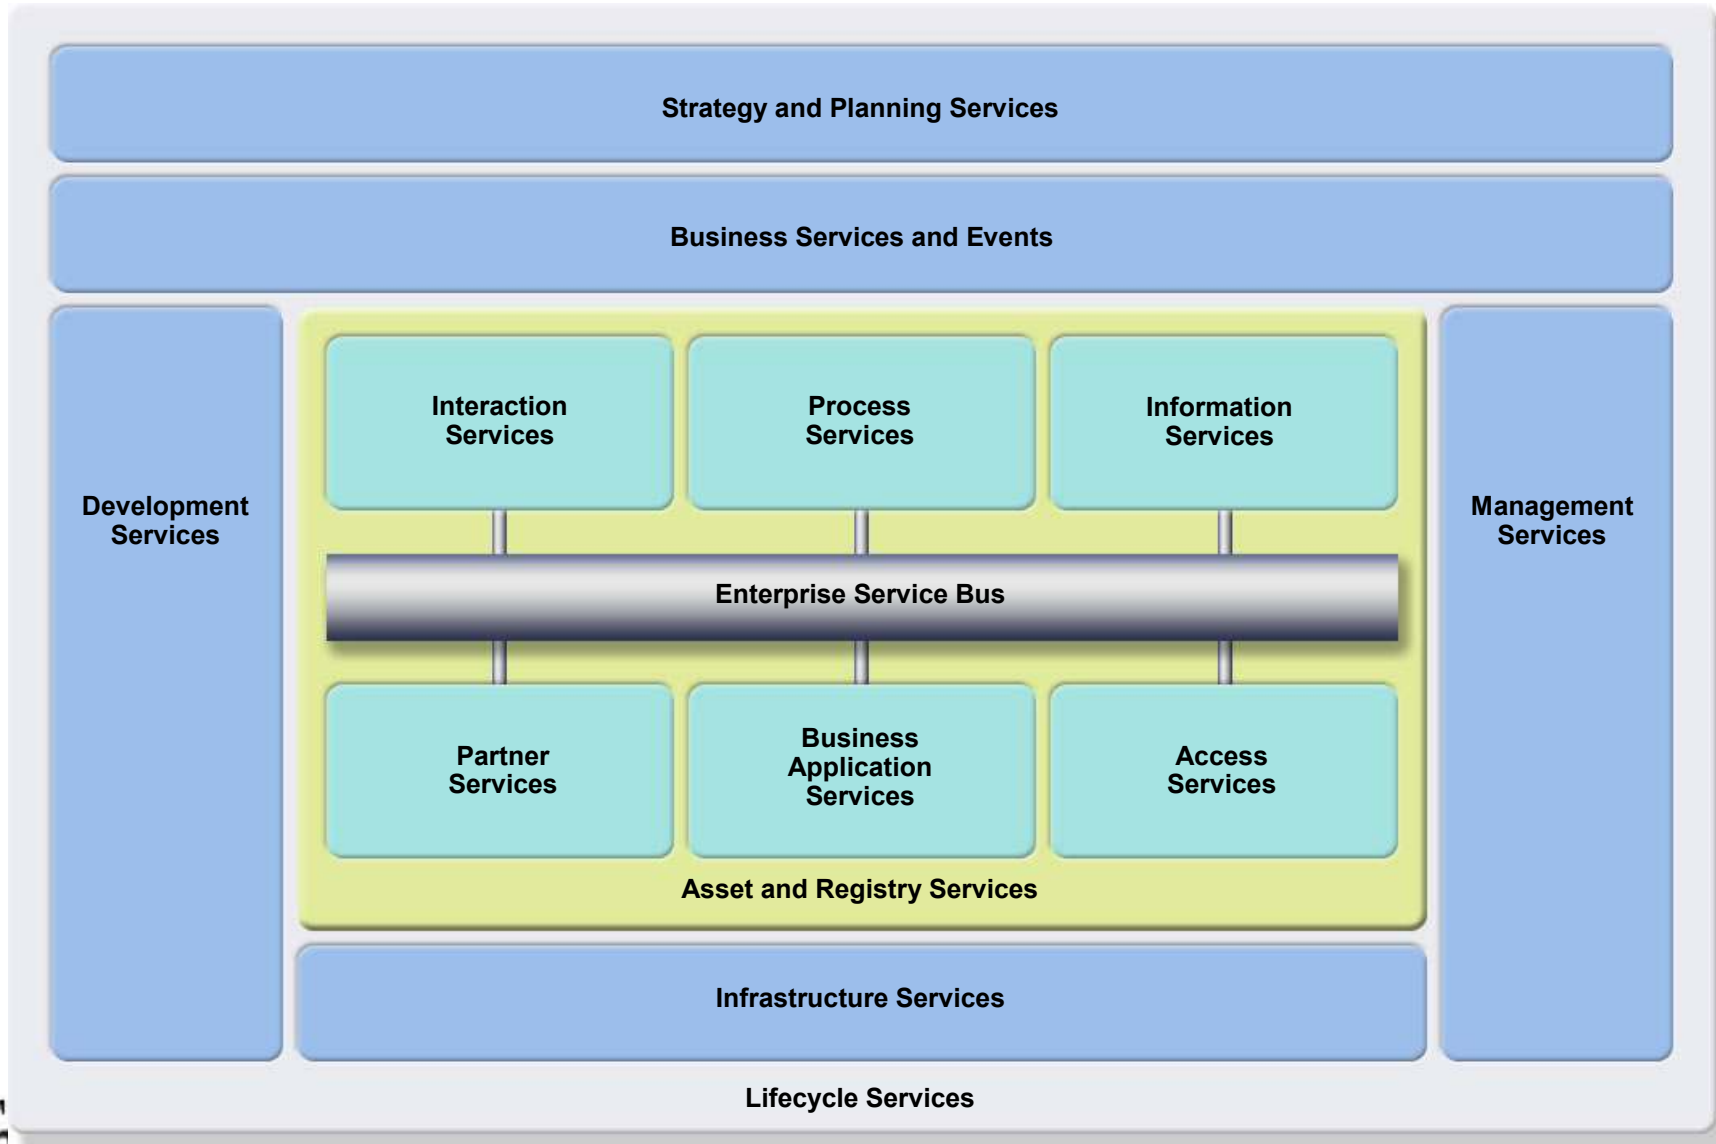 Strategy and Planning Services
Business Services and Events
Development
Services
Interaction
Services
Process
Services
Information
Services
Management
Services
Enterprise Service Bus
Partner
Services
Business
Application
Services
Access
Services
Asset and Registry Services
Infrastructure Services
Lifecycle Services